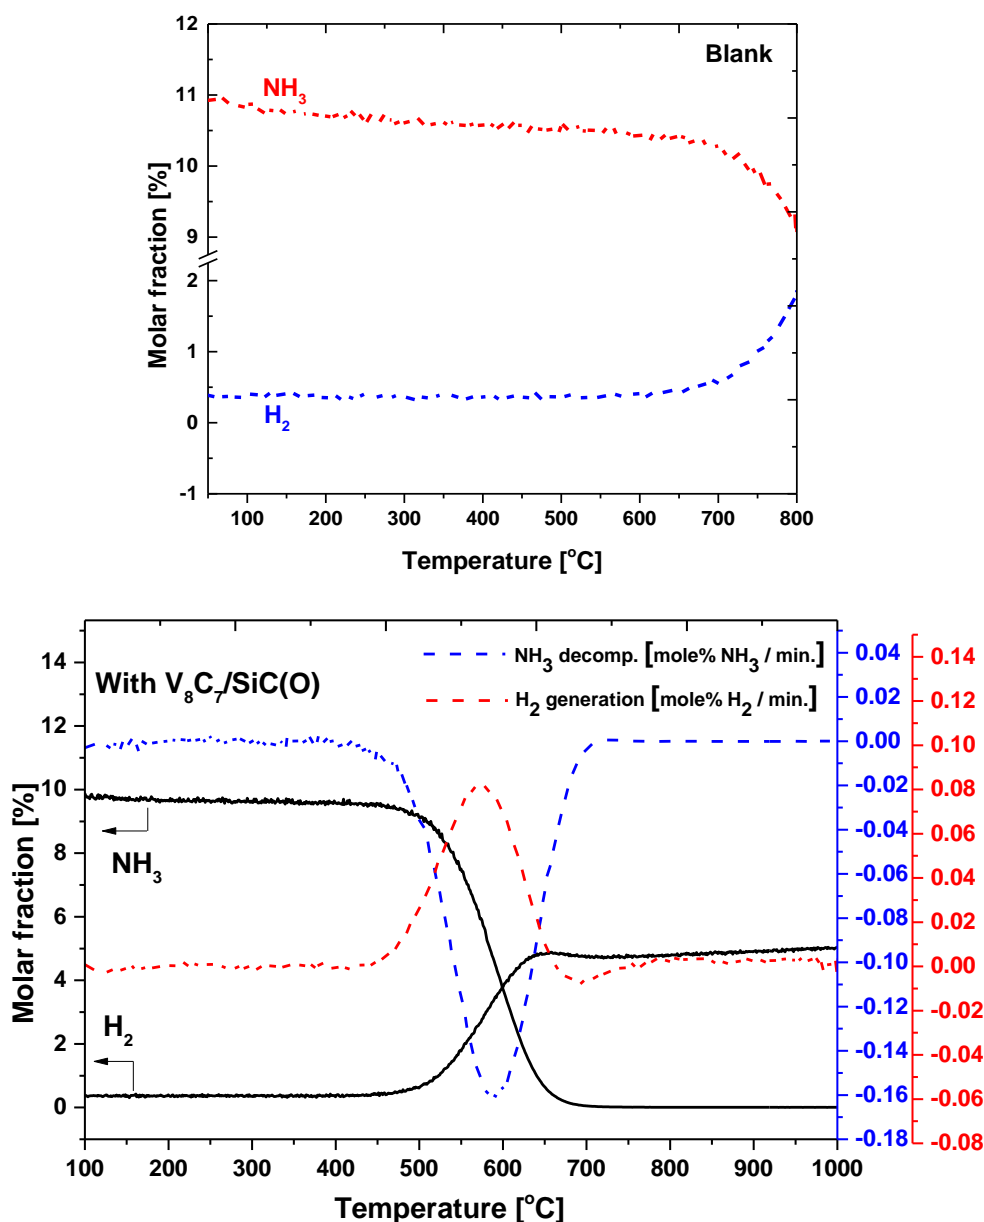 Blank
NH3
H2
Molar fraction [%]
12
11
10
9
2
1
0
-1
100 200 300 400 500 600 700 800
Temperature [oC]
With V8C7/SiC(O)
NH3 decomp. [mole% NH3 / min.]
H2 generation [mole% H2 / min.]
NH3
H2
Molar fraction [%]
14
12
10
8
6
4
2
0
0.04
0.02
0.00
-0.02
-0.04
-0.06
-0.08
-0.10
-0.12
-0.14
-0.16
-0.18
0.14
0.12
0.10
0.08
0.06
0.04
0.02
0.00
-0.02
-0.04
-0.06
-0.08
100 200 300 400 500 600 700 800 900 1000
Temperature [oC]